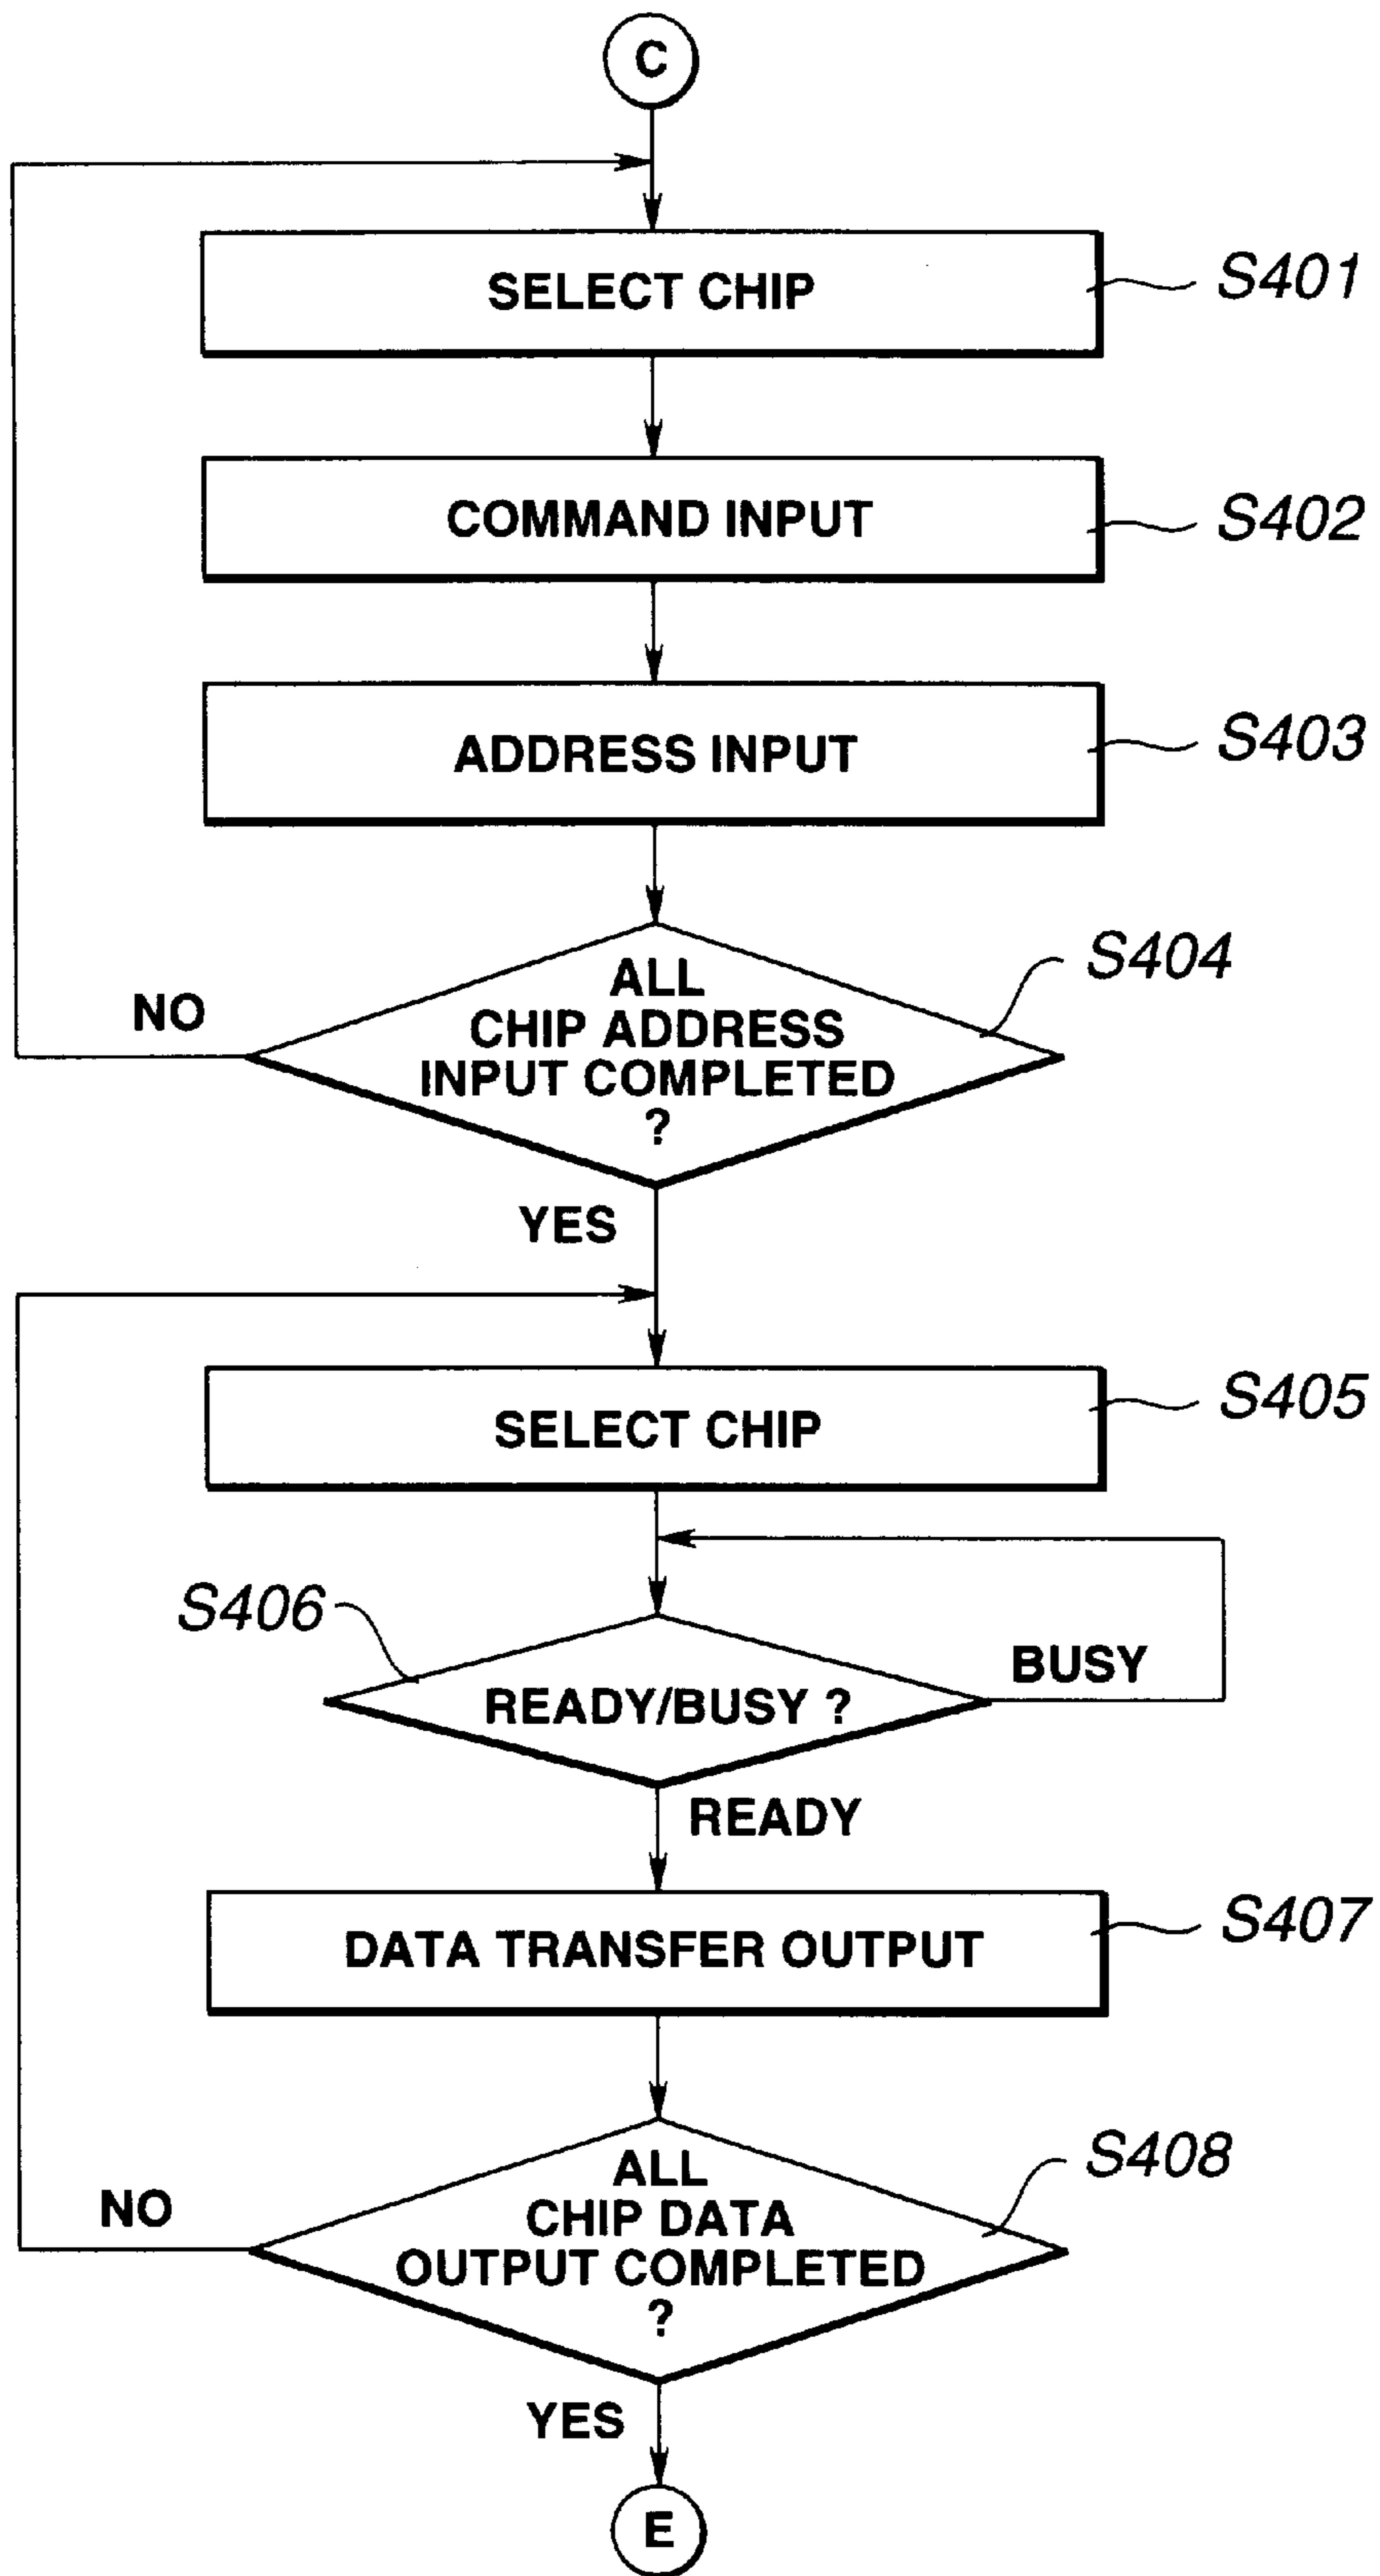 C
SELECT CHIP
S401
COMMAND INPUT
S402
ADDRESS INPUT
S403
ALL
CHIP ADDRESS
INPUT COMPLETED
?
S404
NO
YES
SELECT CHIP
S405
S406
READY/BUSY ?
BUSY
READY
DATA TRANSFER OUTPUT
S407
ALL
CHIP DATA
OUTPUT COMPLETED
?
S408
NO
YES
E